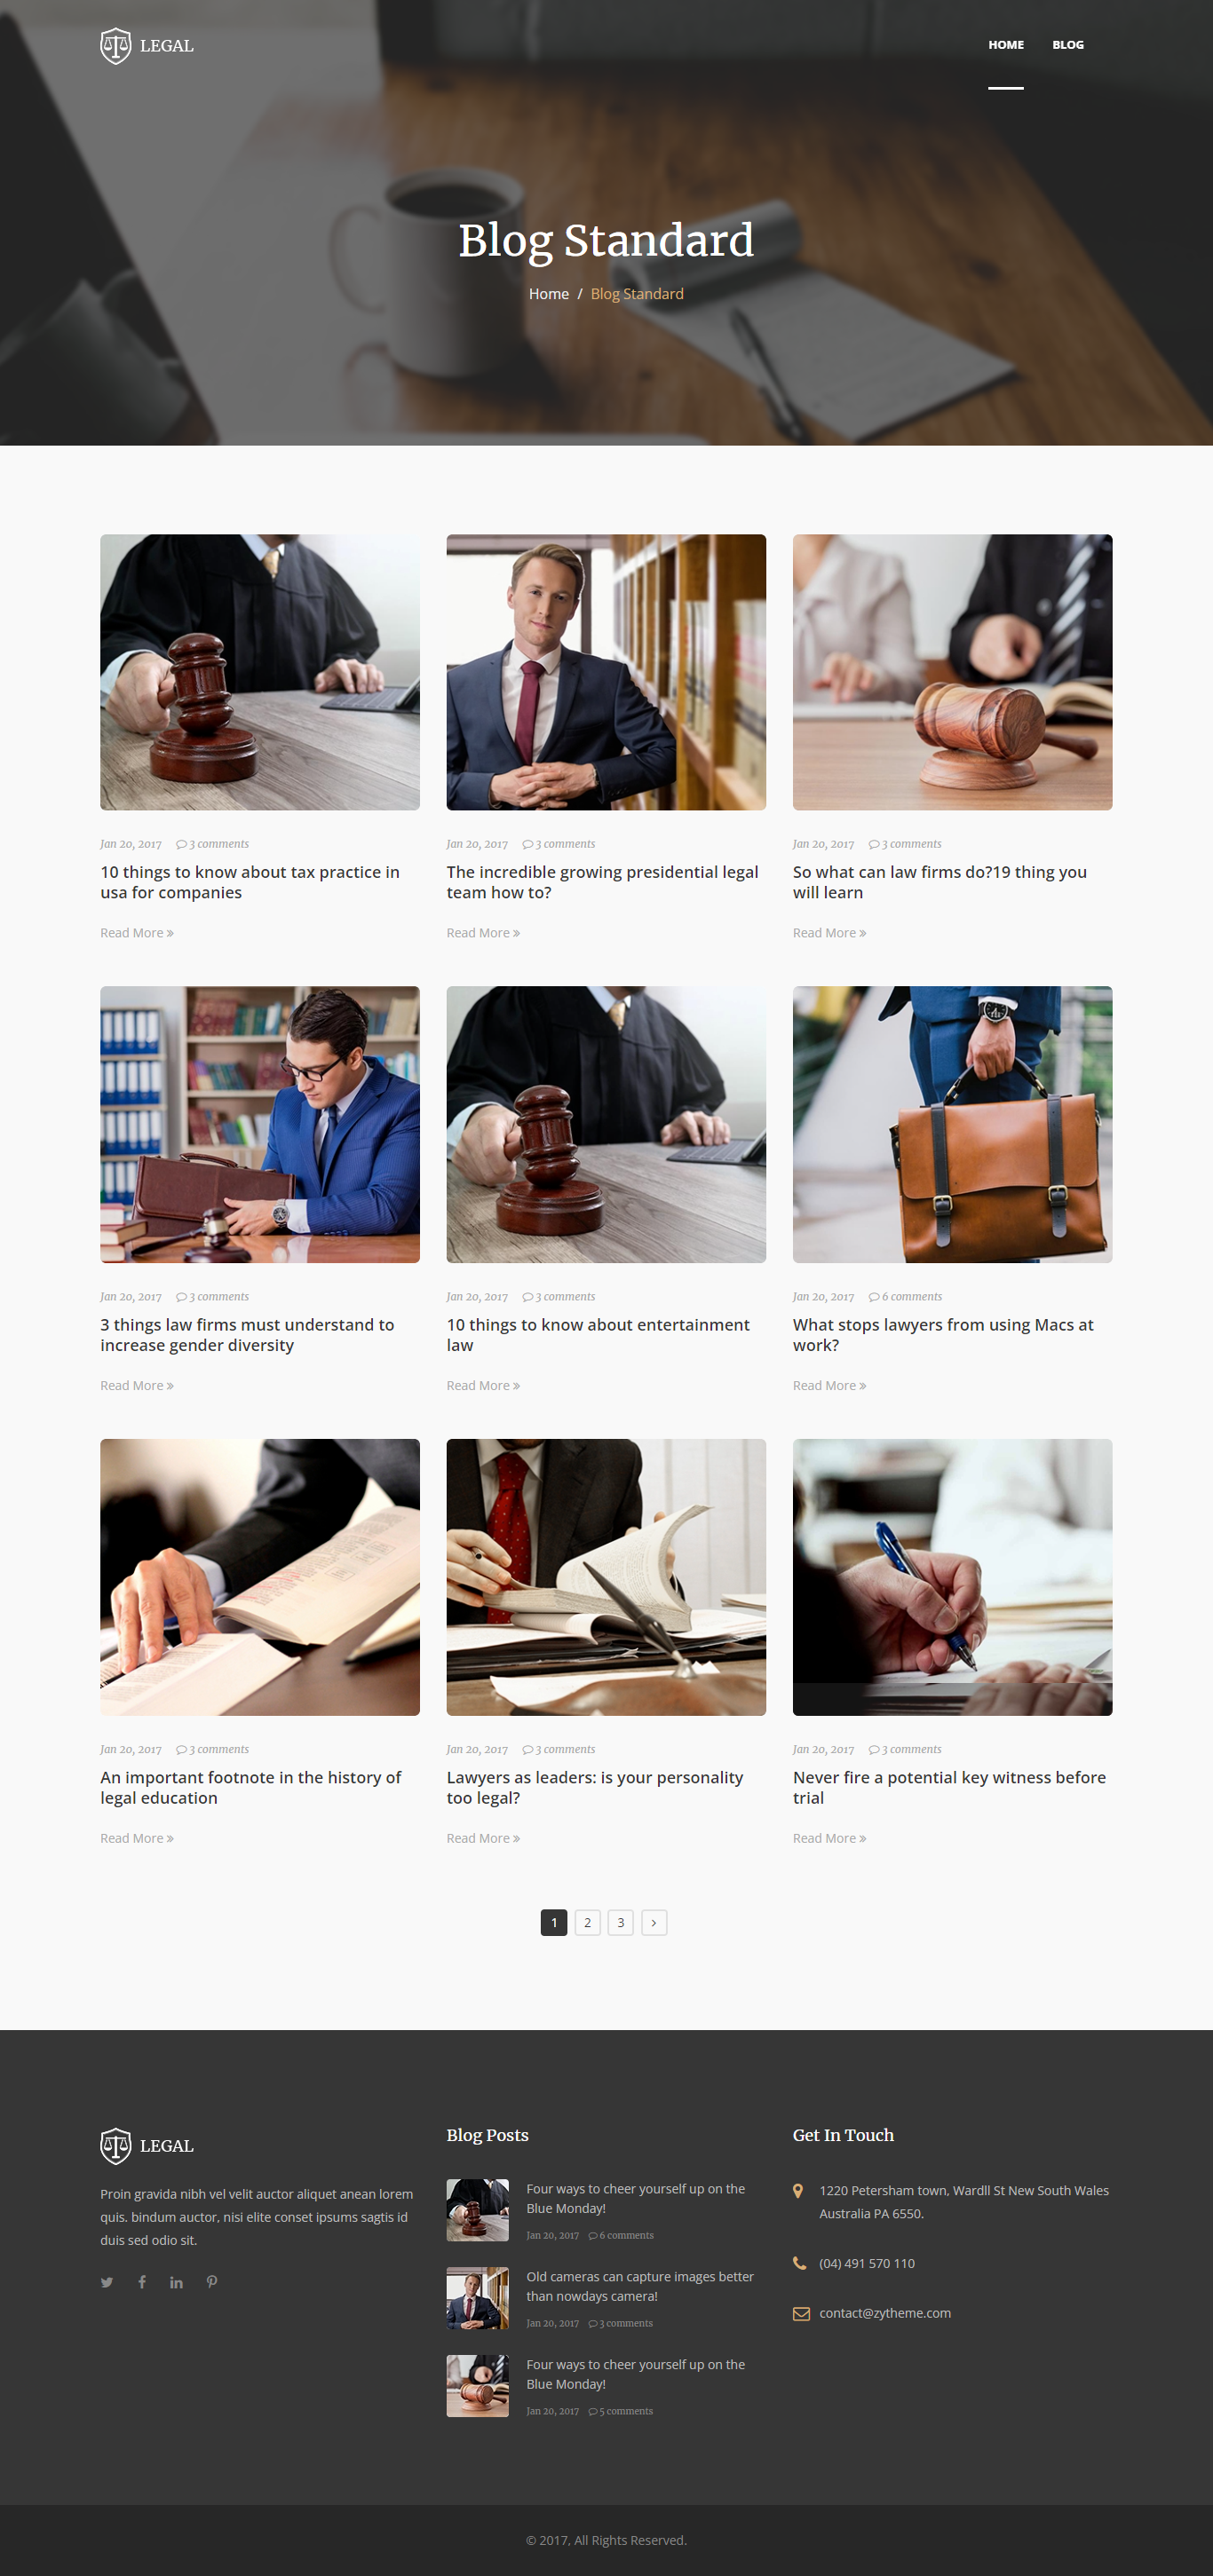 LEGAL
HOME
BLOG
Blog Standard
Home / Blog Standard
Jan 20, 2017 3 comments
10 things to know about tax practice in
usa for companies
Read More »
Jan 20, 2017 3 comments
The incredible growing presidential legal
team how to?
Read More »
Jan 20, 2017 3 comments
So what can law firms do?19 thing you
will learn
Read More »
Jan 20, 2017 3 comments
3 things law firms must understand to
increase gender diversity
Read More »
Jan 20, 2017 3 comments
10 things to know about entertainment
law
Read More »
Jan 20, 2017 6 comments
What stops lawyers from using Macs at
work?
Read More »
Jan 20, 2017 3 comments
An important footnote in the history of
legal education
Read More »
Jan 20, 2017 3 comments
Lawyers as leaders: is your personality
too legal?
Read More »
Jan 20, 2017 3 comments
Never fire a potential key witness before
trial
Read More »
1 2 3 ›
LEGAL
Proin gravida nibh vel velit auctor aliquet anean lorem
quis. bindum auctor, nisi elite conset ipsums sagtis id
duis sed odio sit.
Blog Posts
Four ways to cheer yourself up on the
Blue Monday!
Jan 20, 2017 6 comments
Old cameras can capture images better
than nowdays camera!
Jan 20, 2017 3 comments
Four ways to cheer yourself up on the
Blue Monday!
Jan 20, 2017 5 comments
Get In Touch
1220 Petersham town, Wardll St New South Wales
Australia PA 6550.
(04) 491 570 110
contact@zytheme.com
© 2017, All Rights Reserved.